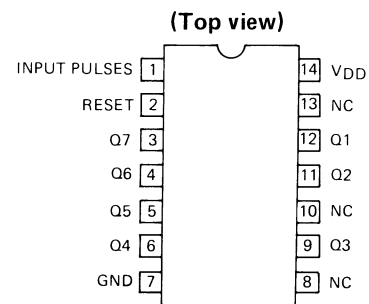 (Top view)
INPUT PULSES 1 14 VDD
RESET 2 13 NC
Q7 3 12 Q1
Q6 4 11 Q2
Q5 5 10 NC
Q4 6 9 Q3
GND 7 8 NC